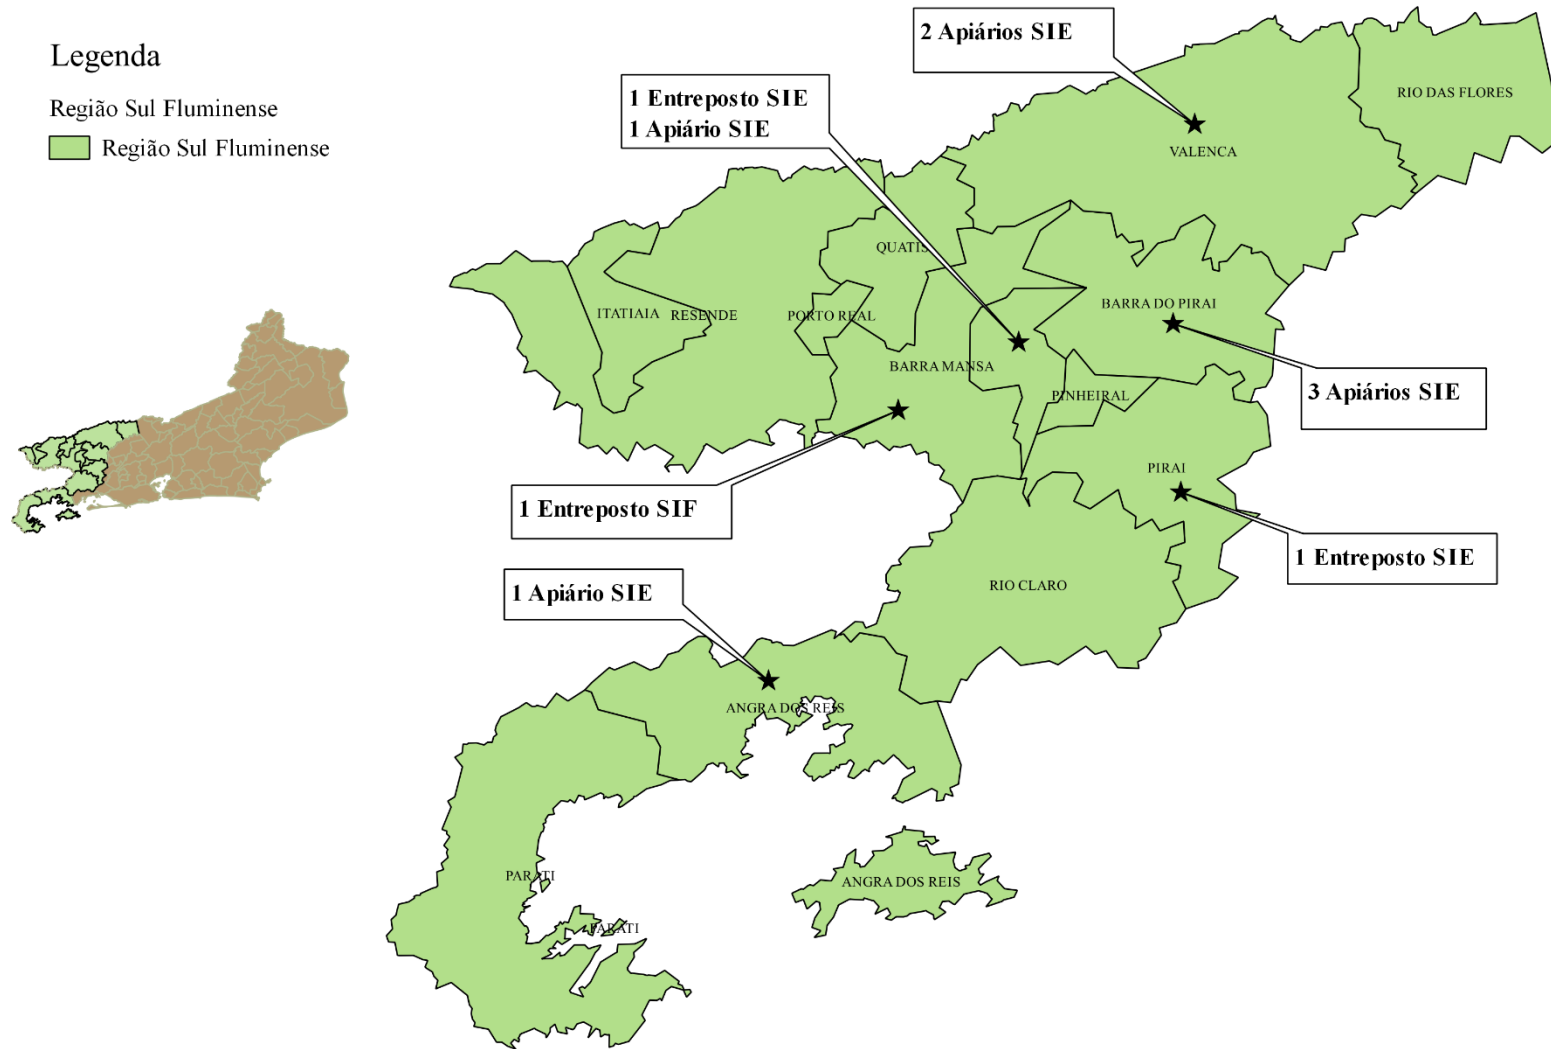 Legenda
Região Sul Fluminense
Região Sul Fluminense
2 Apiários SIE
1 Entreposto SIE
1 Apiário SIE
RIO DAS FLORES
VALENCA
QUATIS
BARRA DO PIRAI
ITATIAIA
RESENDE
PORTO REAL
BARRA MANSA
PINHEIRAL
3 Apiários SIE
PIRAI
1 Entreposto SIF
1 Entreposto SIE
RIO CLARO
1 Apiário SIE
ANGRA DOS REIS
PARATI
ANGRA DOS REIS
PARATI